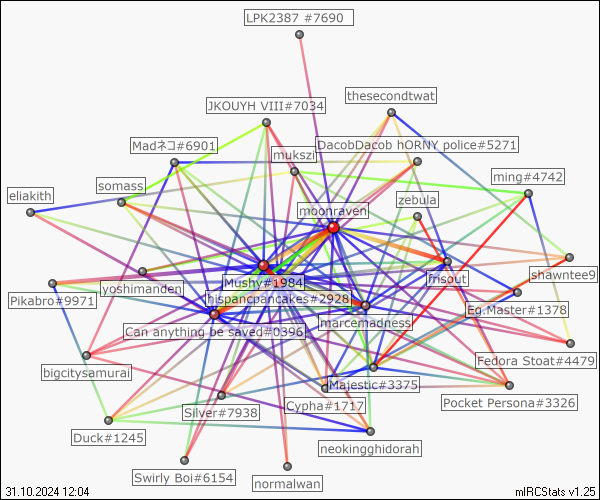 LPK2387 #7690
thesecondtwat
JKOUYH VIII#7034
Madネコ#6901
DacobDacob hORNY police#5271
mukszi
ming#4742
somass
eliakith
zebula
moonraven
shawntee9
frisout
Mushy#1984
yoshimanden
hispancpancakes#2928
Pikabro#9971
Eg.Master#1378
marcemadness
Can anything be saved#0396
Fedora Stoat#4479
bigcitysamurai
Majestic#3375
Pocket Persona#3326
Cypha#1717
Silver#7938
Duck#1245
neokingghidorah
Swirly Boi#6154
normalwan
31.10.2024 12:04
mIRCStats v1.25